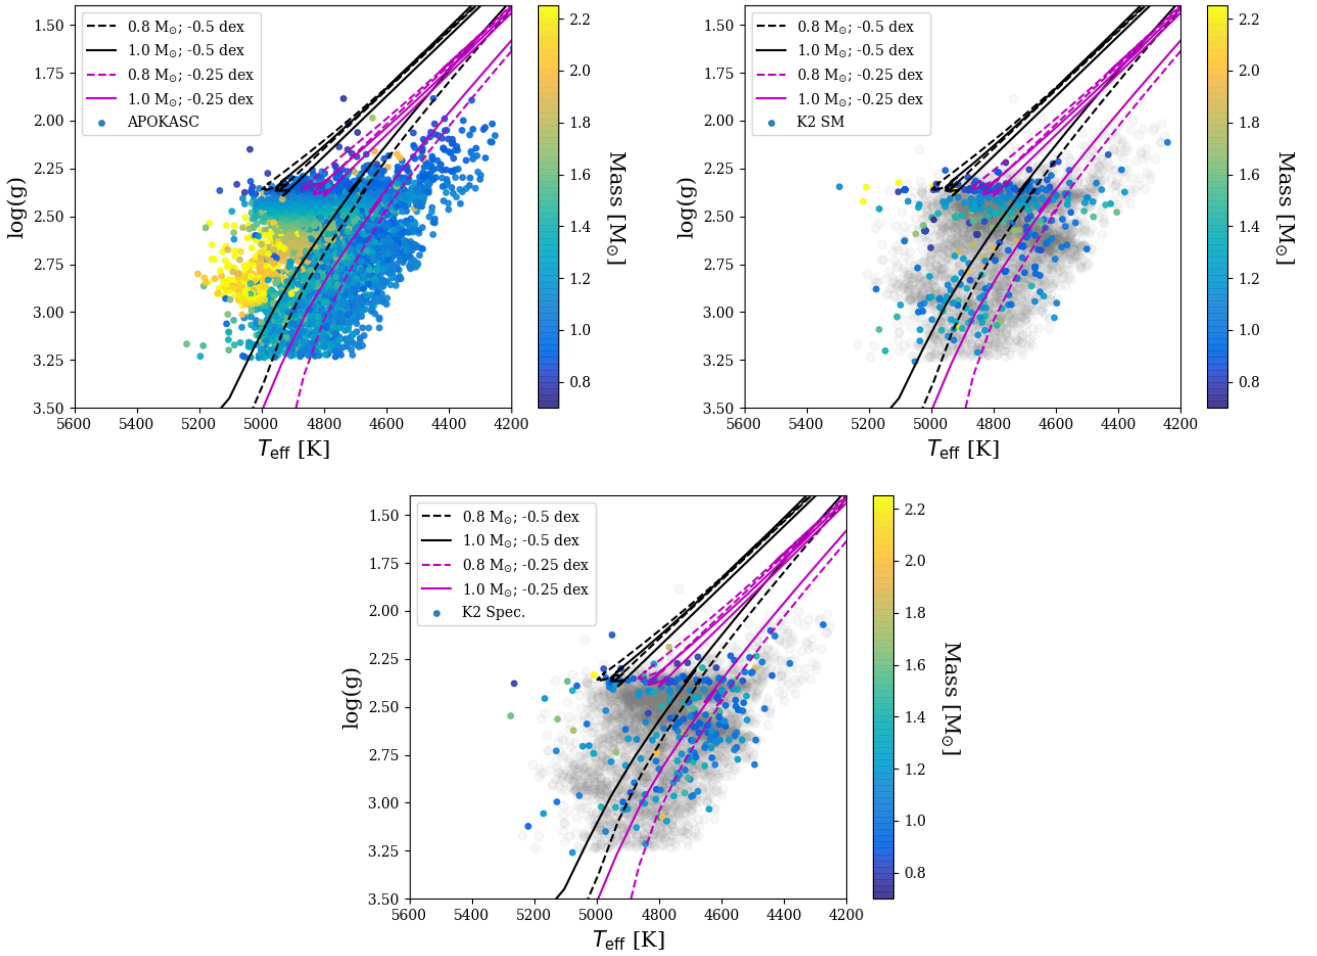 1.50
1.75
2.00
2.25
2.50
2.75
3.00
3.25
3.50
log(g)
0.8 M⊙; -0.5 dex
1.0 M⊙; -0.5 dex
0.8 M⊙; -0.25 dex
1.0 M⊙; -0.25 dex
APOKASC
5600 5400 5200 5000 4800 4600 4400 4200
Teff [K]
2.2
2.0
1.8
1.6
1.4
1.2
1.0
0.8
Mass [M⊙]
1.50
1.75
2.00
2.25
2.50
2.75
3.00
3.25
3.50
log(g)
0.8 M⊙; -0.5 dex
1.0 M⊙; -0.5 dex
0.8 M⊙; -0.25 dex
1.0 M⊙; -0.25 dex
K2 SM
5600 5400 5200 5000 4800 4600 4400 4200
Teff [K]
2.2
2.0
1.8
1.6
1.4
1.2
1.0
0.8
Mass [M⊙]
1.50
1.75
2.00
2.25
2.50
2.75
3.00
3.25
3.50
log(g)
0.8 M⊙; -0.5 dex
1.0 M⊙; -0.5 dex
0.8 M⊙; -0.25 dex
1.0 M⊙; -0.25 dex
K2 Spec.
5600 5400 5200 5000 4800 4600 4400 4200
Teff [K]
2.2
2.0
1.8
1.6
1.4
1.2
1.0
0.8
Mass [M⊙]